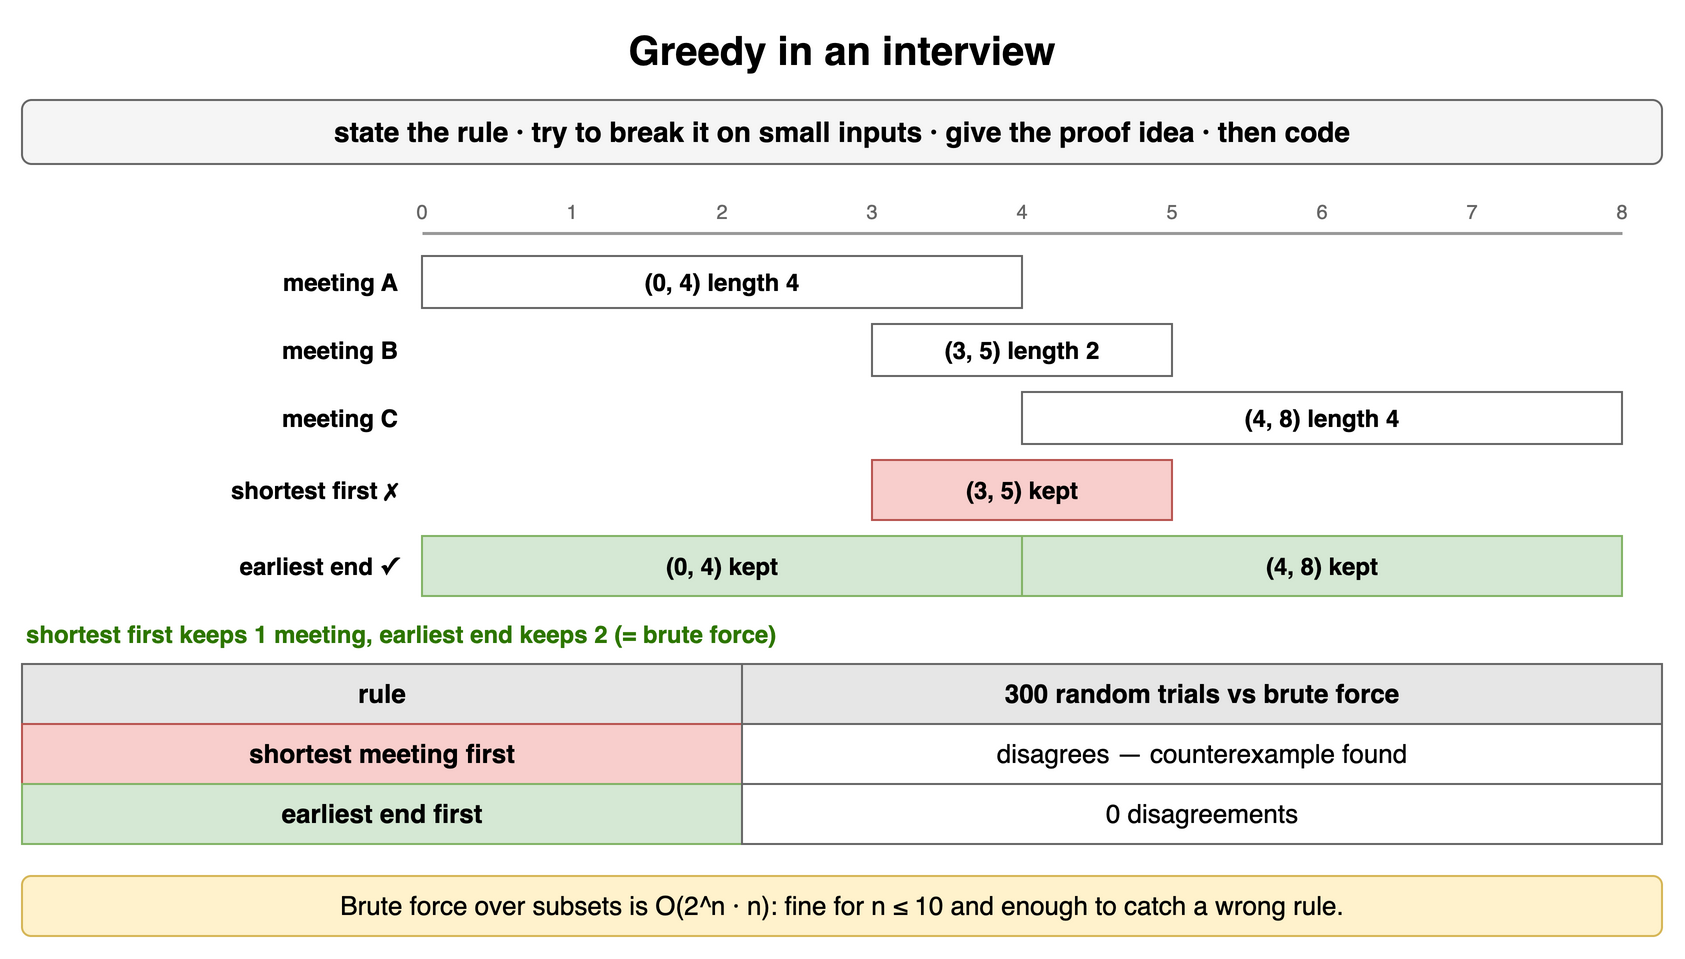 Greedy in an interview
state the rule · try to break it on small inputs · give the proof idea · then code
0 1 2 3 4 5 6 7 8
meeting A (0, 4) length 4
meeting B (3, 5) length 2
meeting C (4, 8) length 4
shortest first ✗ (3, 5) kept
earliest end ✓ (0, 4) kept (4, 8) kept
shortest first keeps 1 meeting, earliest end keeps 2 (= brute force)
rule 300 random trials vs brute force
shortest meeting first disagrees — counterexample found
earliest end first 0 disagreements
Brute force over subsets is O(2^n · n): fine for n ≤ 10 and enough to catch a wrong rule.